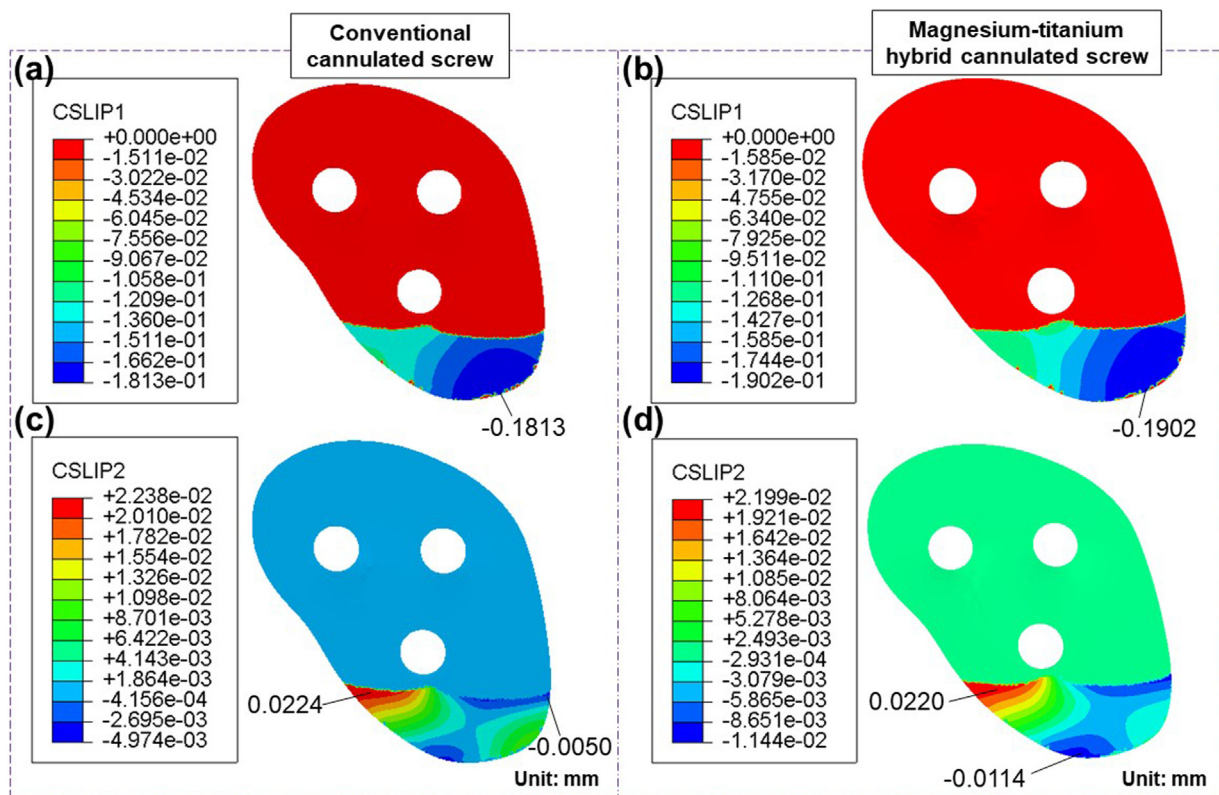 Conventional
cannulated screw
Magnesium-titanium
hybrid cannulated screw
(a)
CSLIP1
+0.000e+00
-1.511e-02
-3.022e-02
-4.534e-02
-6.045e-02
-7.556e-02
-9.067e-02
-1.058e-01
-1.209e-01
-1.360e-01
-1.511e-01
-1.662e-01
-1.813e-01
-0.1813
(b)
CSLIP1
+0.000e+00
-1.585e-02
-3.170e-02
-4.755e-02
-6.340e-02
-7.925e-02
-9.511e-02
-1.110e-01
-1.268e-01
-1.427e-01
-1.585e-01
-1.744e-01
-1.902e-01
-0.1902
(c)
CSLIP2
+2.238e-02
+2.010e-02
+1.782e-02
+1.554e-02
+1.326e-02
+1.098e-02
+8.701e-03
+6.422e-03
+4.143e-03
+1.864e-03
-4.156e-04
-2.695e-03
-4.974e-03
0.0224
-0.0050
Unit: mm
(d)
CSLIP2
+2.199e-02
+1.921e-02
+1.642e-02
+1.364e-02
+1.085e-02
+8.064e-03
+5.278e-03
+2.493e-03
-2.931e-04
-3.079e-03
-5.865e-03
-8.651e-03
-1.144e-02
0.0220
-0.0114
Unit: mm